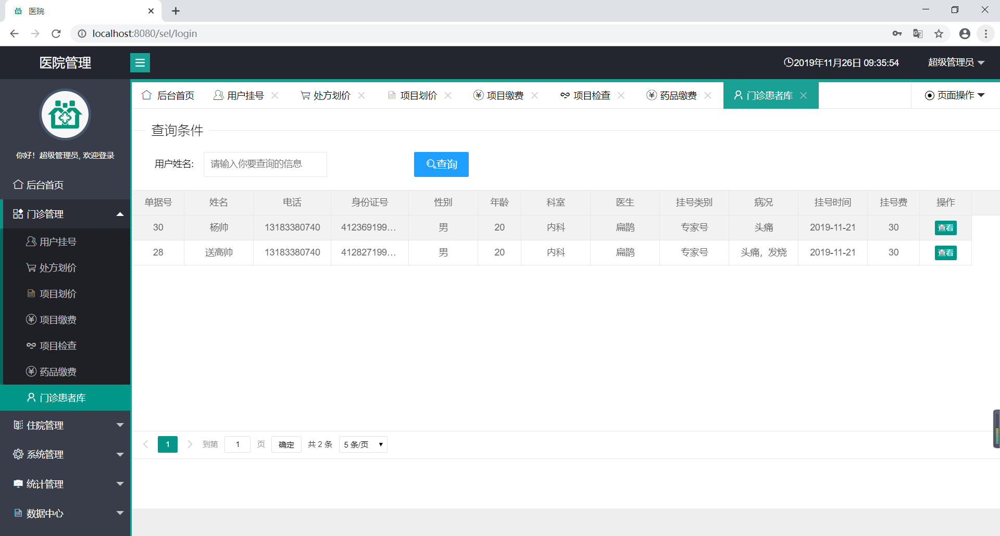 医院
localhost:8080/sel/login
医院管理
2019年11月26日 09:35:54
超级管理员
你好！超级管理员, 欢迎登录
后台首页
门诊管理
用户挂号
处方划价
项目划价
项目缴费
项目检查
药品缴费
门诊患者库
住院管理
系统管理
统计管理
数据中心
后台首页 用户挂号 处方划价 项目划价 项目缴费 项目检查 药品缴费 门诊患者库 页面操作
查询条件
用户姓名: 请输入你要查询的信息 查询
单据号 姓名 电话 身份证号 性别 年龄 科室 医生 挂号类别 病况 挂号时间 挂号费 操作
30 杨帅 13183380740 412369199... 男 20 内科 扁鹊 专家号 头痛 2019-11-21 30 查看
28 送高帅 13183380740 412827199... 男 20 内科 扁鹊 专家号 头痛，发烧 2019-11-21 30 查看
1 到第 1 页 确定 共 2 条 5 条/页